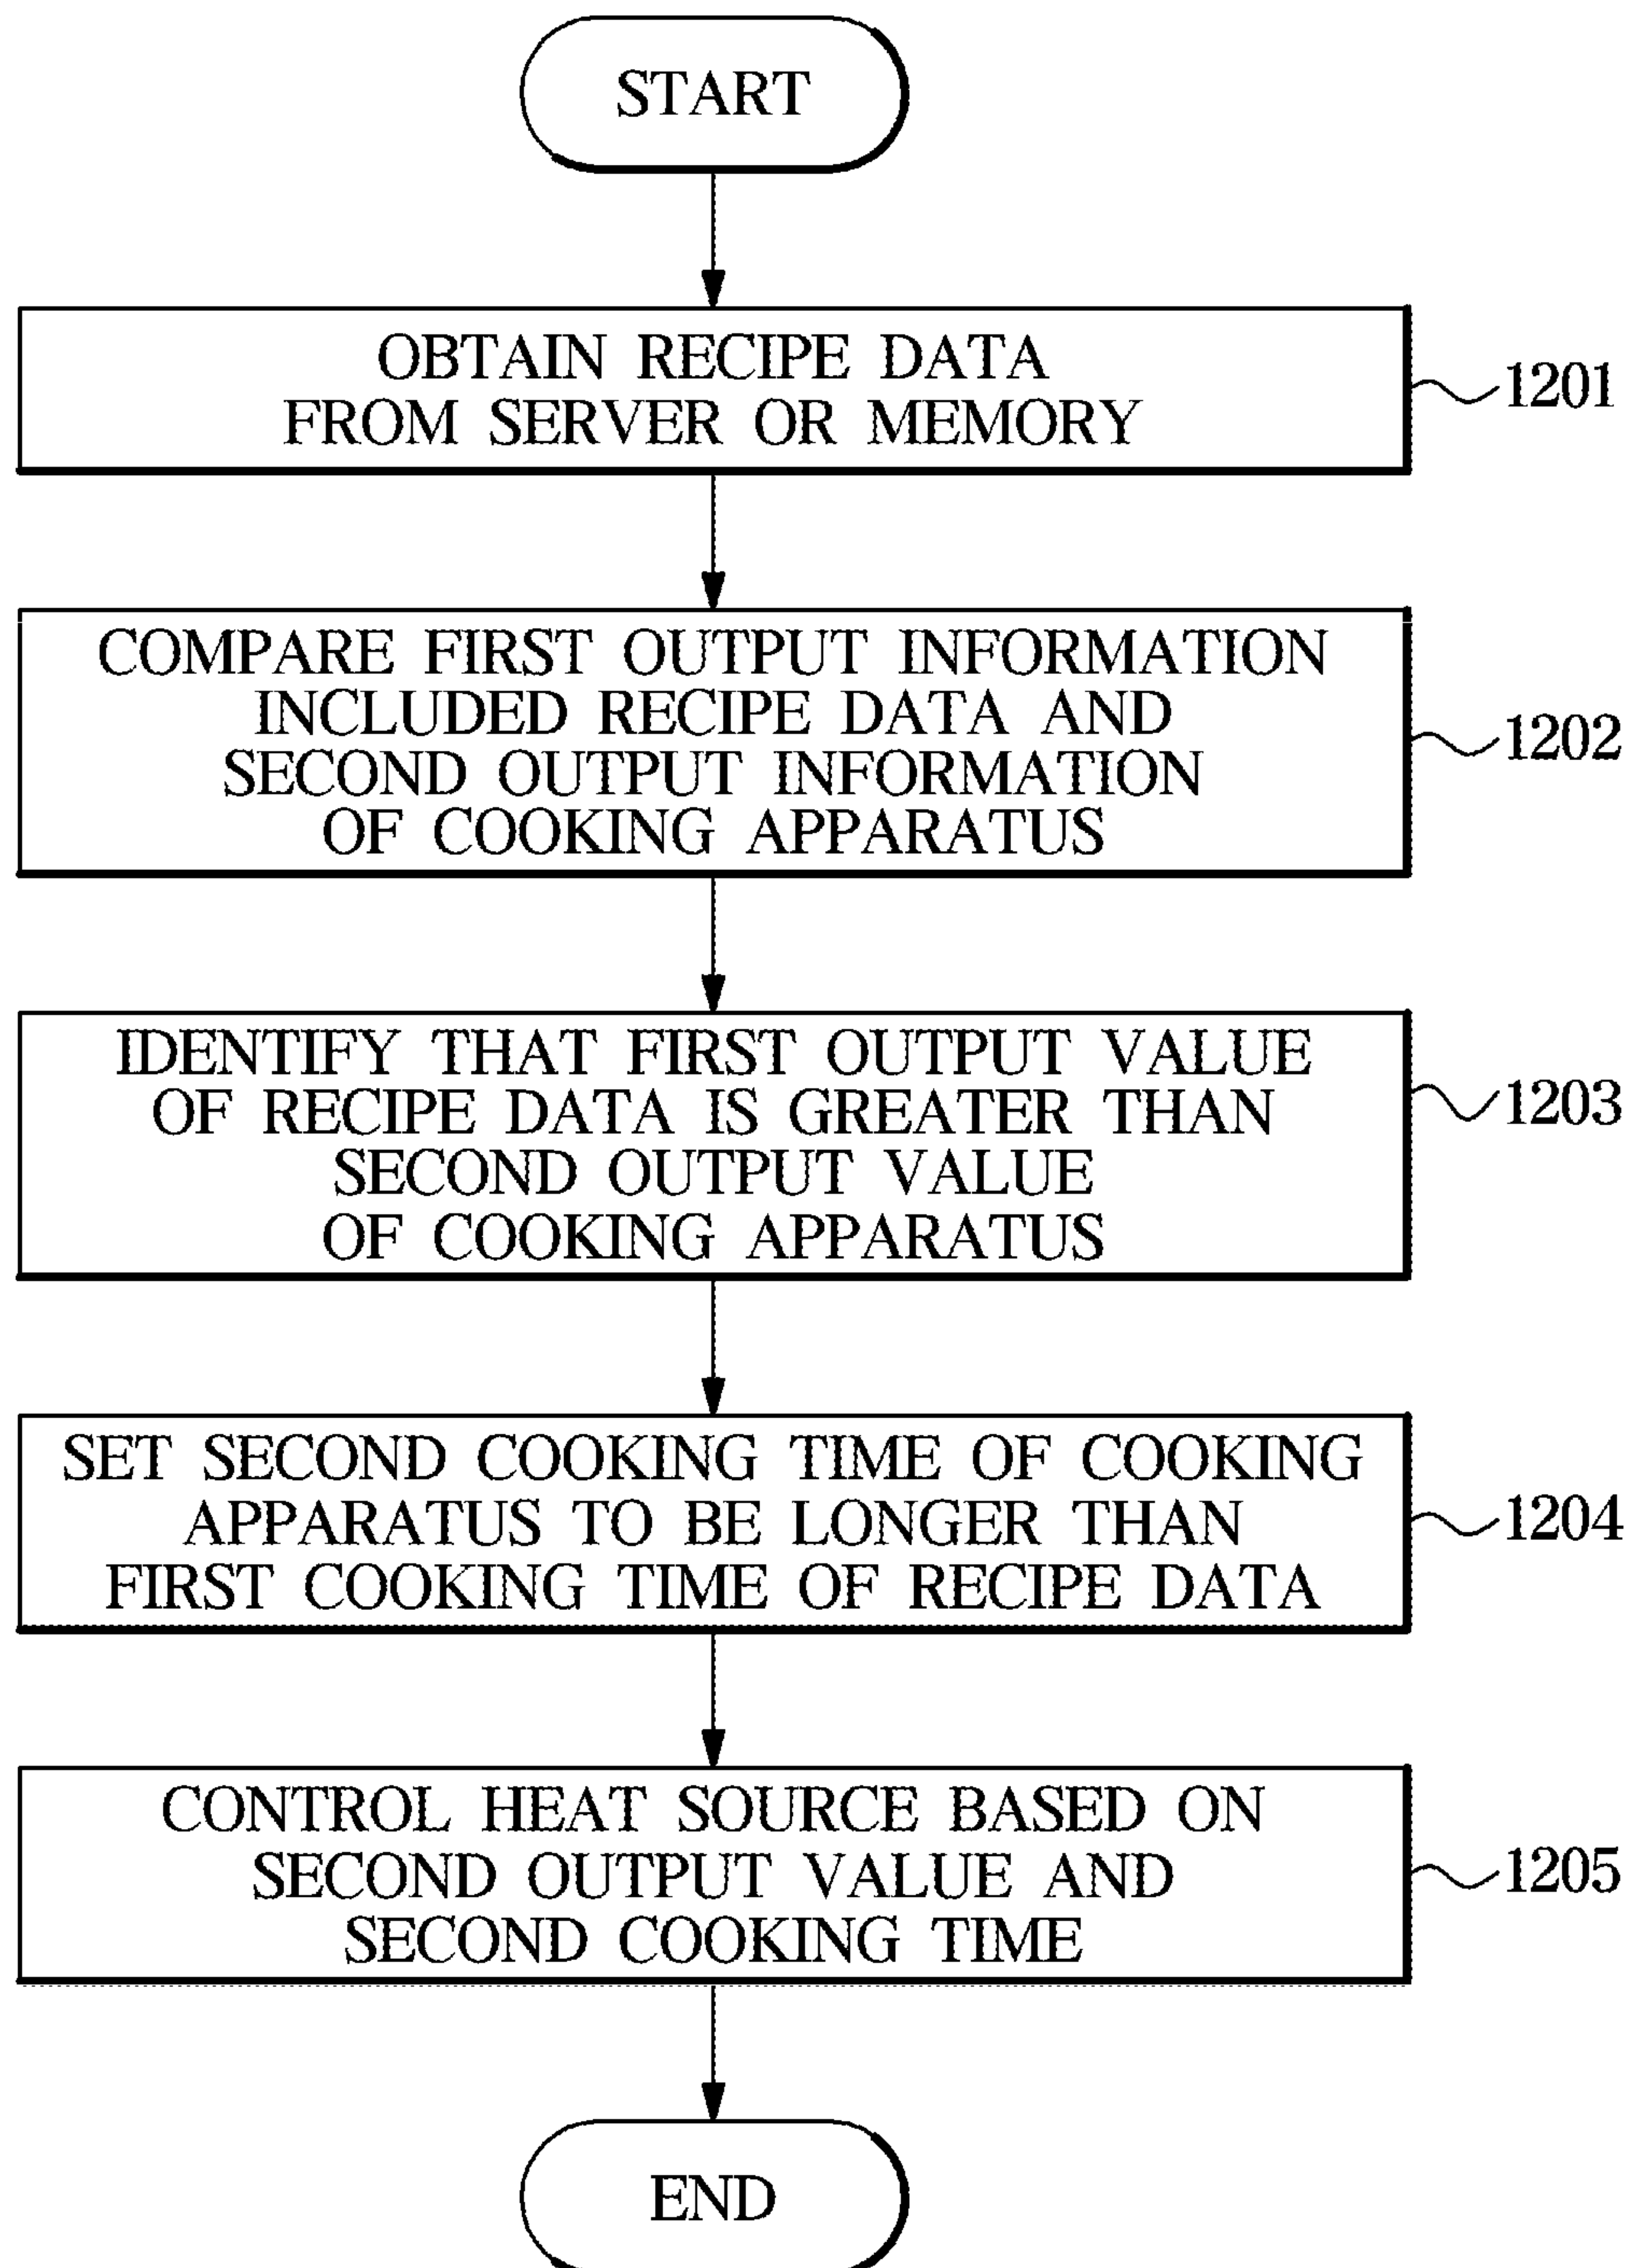 START
OBTAIN RECIPE DATA
FROM SERVER OR MEMORY
1201
COMPARE FIRST OUTPUT INFORMATION
INCLUDED RECIPE DATA AND
SECOND OUTPUT INFORMATION
OF COOKING APPARATUS
1202
IDENTIFY THAT FIRST OUTPUT VALUE
OF RECIPE DATA IS GREATER THAN
SECOND OUTPUT VALUE
OF COOKING APPARATUS
1203
SET SECOND COOKING TIME OF COOKING
APPARATUS TO BE LONGER THAN
FIRST COOKING TIME OF RECIPE DATA
1204
CONTROL HEAT SOURCE BASED ON
SECOND OUTPUT VALUE AND
SECOND COOKING TIME
1205
END